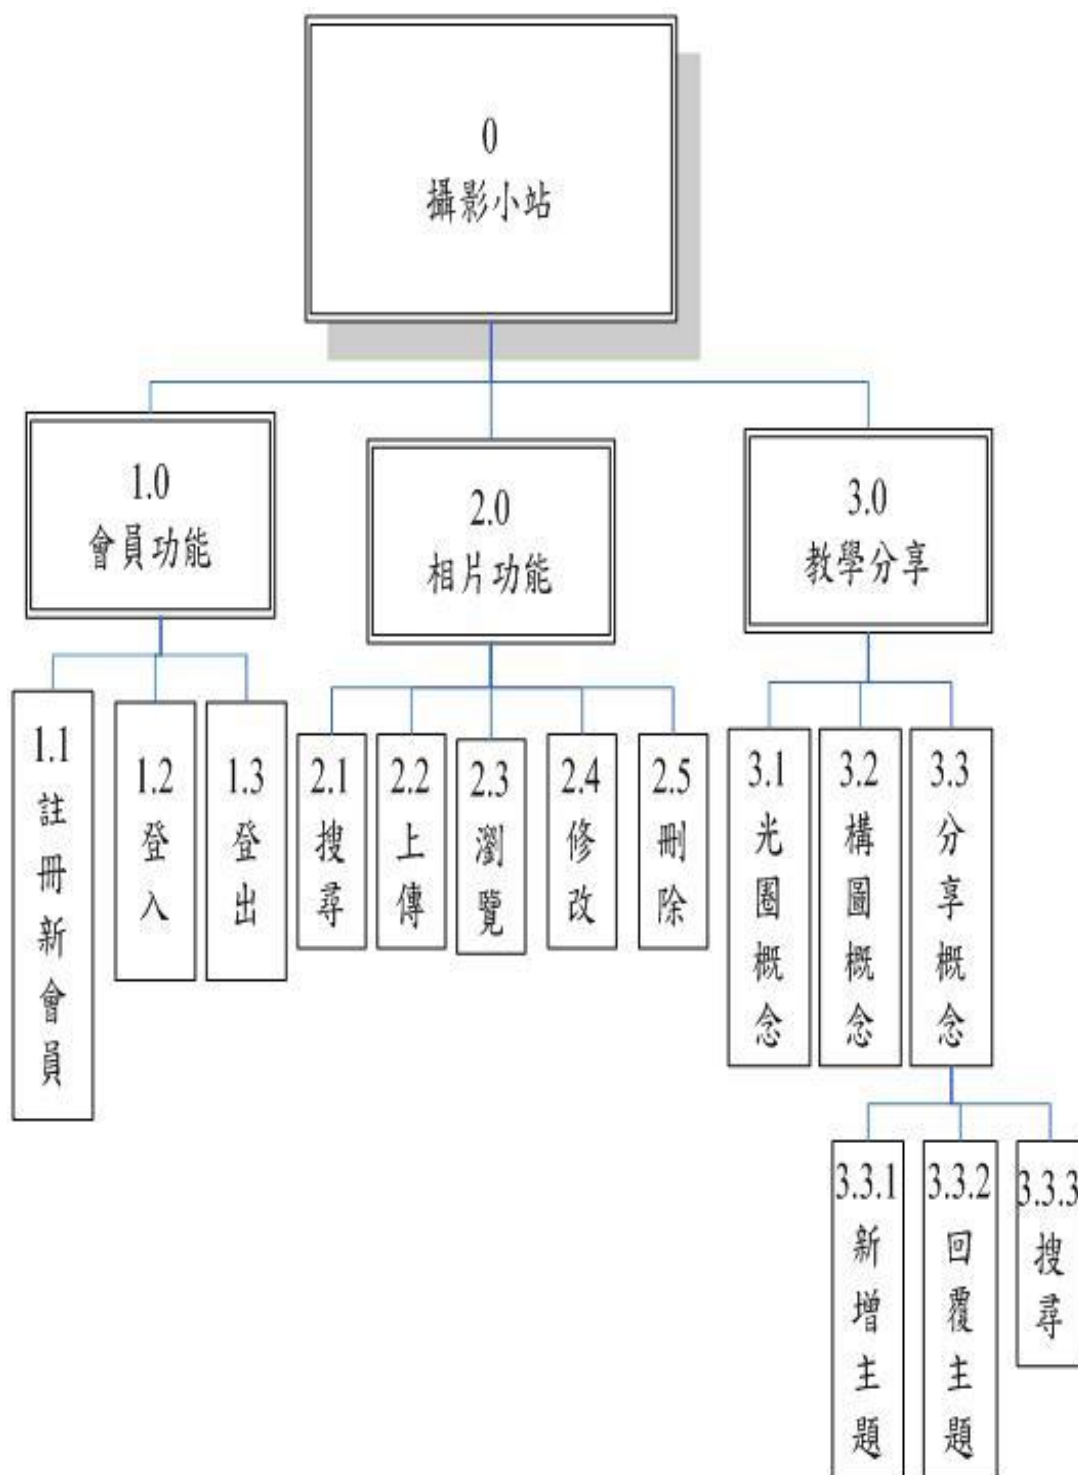 0
攝影小站
1.0
會員功能
2.0
相片功能
3.0
教學分享
1.1
註冊新會員
1.2
登入
1.3
登出
2.1
搜尋
2.2
上傳
2.3
瀏覽
2.4
修改
2.5
刪除
3.1
光圈概念
3.2
構圖概念
3.3
分享概念
3.3.1
新增主題
3.3.2
回覆主題
3.3.3
搜尋